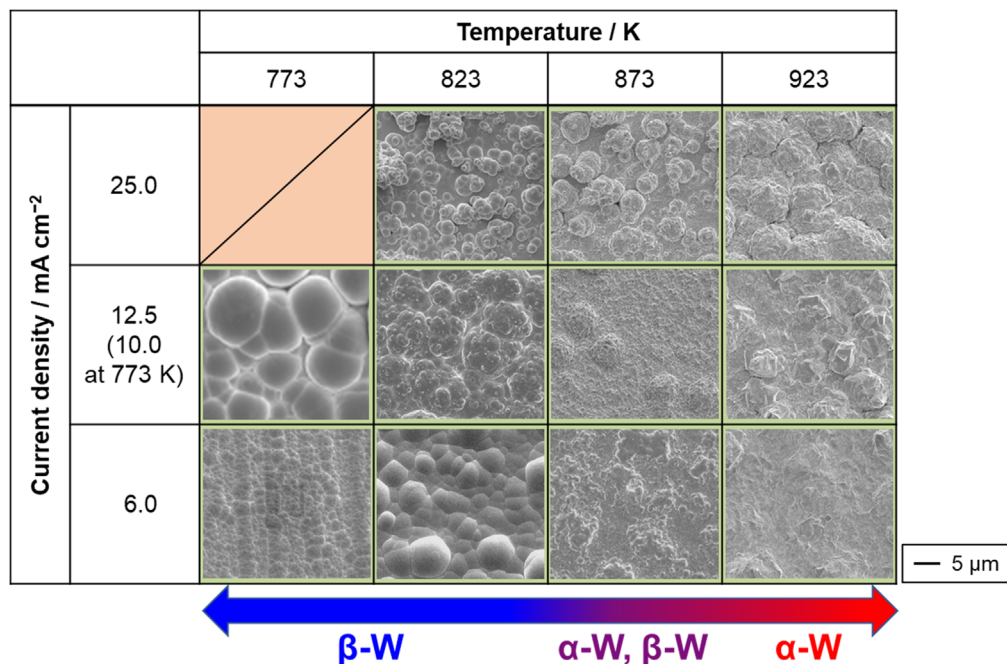 Temperature / K
773 823 873 923
Current density / mA cm⁻²
25.0
12.5
(10.0
at 773 K)
6.0
5 μm
β-W α-W, β-W α-W